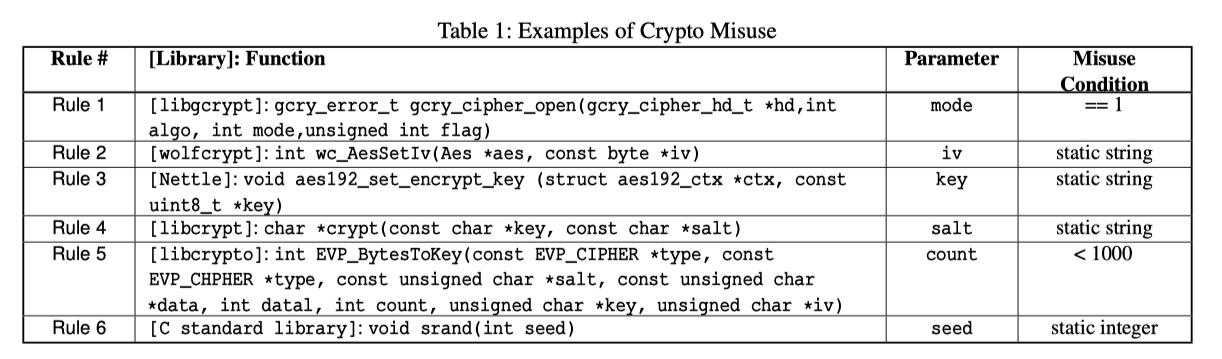 Table 1: Examples of Crypto Misuse
Rule # [Library]: Function Parameter Misuse
Condition
Rule 1 [libgcrypt]: gcry_error_t gcry_cipher_open(gcry_cipher_hd_t *hd,int mode == 1
algo, int mode,unsigned int flag)
Rule 2 [wolfcrypt]: int wc_AesSetIv(Aes *aes, const byte *iv) iv static string
Rule 3 [Nettle]: void aes192_set_encrypt_key (struct aes192_ctx *ctx, const key static string
uint8_t *key)
Rule 4 [libcrypt]: char *crypt(const char *key, const char *salt) salt static string
Rule 5 [libcrypto]: int EVP_BytesToKey(const EVP_CIPHER *type, const count < 1000
EVP_CHPHER *type, const unsigned char *salt, const unsigned char
*data, int datal, int count, unsigned char *key, unsigned char *iv)
Rule 6 [C standard library]: void srand(int seed) seed static integer